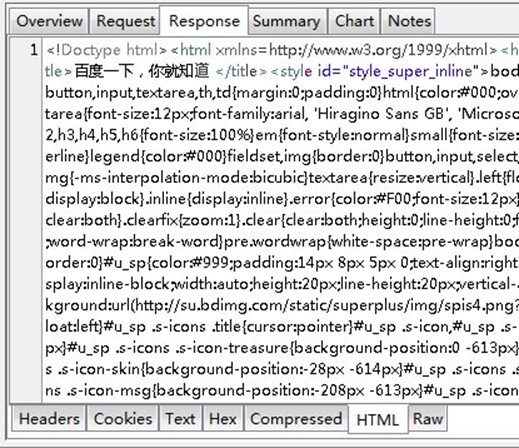 Overview Request Response Summary Chart Notes
1 <!Doctype html><html xmlns=http://www.w3.org/1999/xhtml><h
tle>百度一下，你就知道 </title><style id="style_super_inline">bod
button,input,textarea,th,td{margin:0;padding:0}html{color:#000;ov
tarea{font-size:12px;font-family:arial, 'Hiragino Sans GB', 'Microso
2,h3,h4,h5,h6{font-size:100%}em{font-style:normal}small{font-size:
erline}legend{color:#000}fieldset,img{border:0}button,input,select,
mg{-ms-interpolation-mode:bicubic}textarea{resize:vertical}.left{flo
display:block}.inline{display:inline}.error{color:#F00;font-size:12px}
clear:both}.clearfix{zoom:1}.clear{clear:both;height:0;line-height:0;f
;word-wrap:break-word}pre.wordwrap{white-space:pre-wrap}bod
order:0}#u_sp{color:#999;padding:14px 8px 5px 0;text-align:right
splay:inline-block;width:auto;height:20px;line-height:20px;vertical-a
kground:url(http://su.bdimg.com/static/superplus/img/spis4.png?
loat:left}#u_sp .s-icons .title{cursor:pointer}#u_sp .s-icon,#u_sp .s-
px}#u_sp .s-icons .s-icon-treasure{background-position:0 -613px}
s .s-icon-skin{background-position:-28px -614px}#u_sp .s-icons .s
ns .s-icon-msg{background-position:-208px -613px}#u_sp .s-icon
Headers Cookies Text Hex Compressed HTML Raw